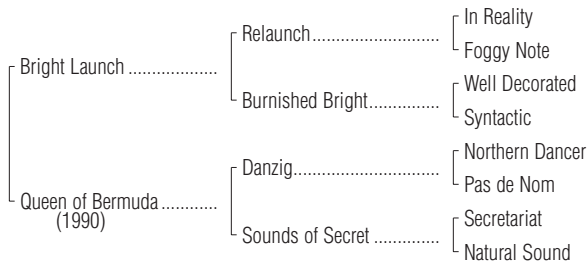 In Reality
Relaunch
Foggy Note
Bright Launch
Well Decorated
Burnished Bright
Syntactic
Northern Dancer
Danzig
Pas de Nom
Queen of Bermuda
(1990)
Secretariat
Sounds of Secret
Natural Sound